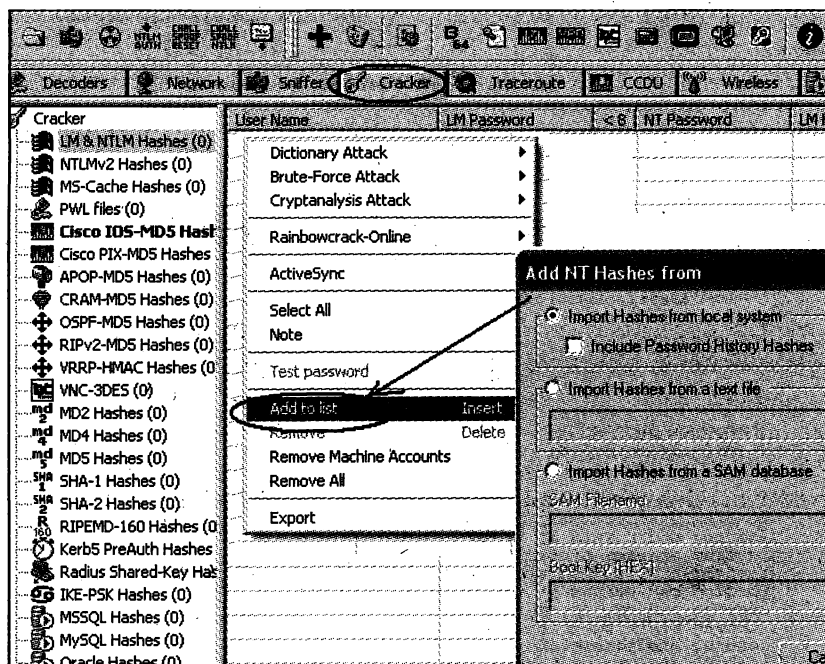 Decoders
Network
Sniffer
Cracker
Traceroute
CCDU
Wireless
Cracker
LM & NTLM Hashes (0)
NTLMv2 Hashes (0)
MS-Cache Hashes (0)
PWL files (0)
Cisco IOS-MD5 Hash
Cisco PIX-MD5 Hashes
APOP-MD5 Hashes (0)
CRAM-MD5 Hashes (0)
OSPF-MD5 Hashes (0)
RIPv2-MD5 Hashes (0)
VRRP-HMAC Hashes (0
VNC-3DES (0)
MD2 Hashes (0)
MD4 Hashes (0)
MD5 Hashes (0)
SHA-1 Hashes (0)
SHA-2 Hashes (0)
RIPEMD-160 Hashes (0
Kerb5 PreAuth Hashes
Radius Shared-Key Has
IKE-PSK Hashes (0)
MSSQL Hashes (0)
MySQL Hashes (0)
Oracle Hashes (0)
User Name
LM Password
< 8
NT Password
LM
Dictionary Attack
Brute-Force Attack
Cryptanalysis Attack
Rainbowcrack-Online
ActiveSync
Select All
Note
Test password
Add to list Insert
Remove Delete
Remove Machine Accounts
Remove All
Export
Add NT Hashes from
Import Hashes from local system
Include Password History Hashes
Import Hashes from a text file
Import Hashes from a SAM database
SAM Filename
Boot Key (HEX)
Ca